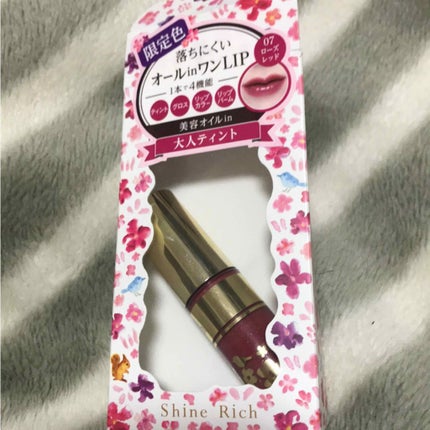 限定色
落ちにくい
オールinワンLIP
1本で4機能
ティント グロス リップカラー リップバーム
美容オイルin
大人ティント
07
ローズ
レッド
Shine Rich